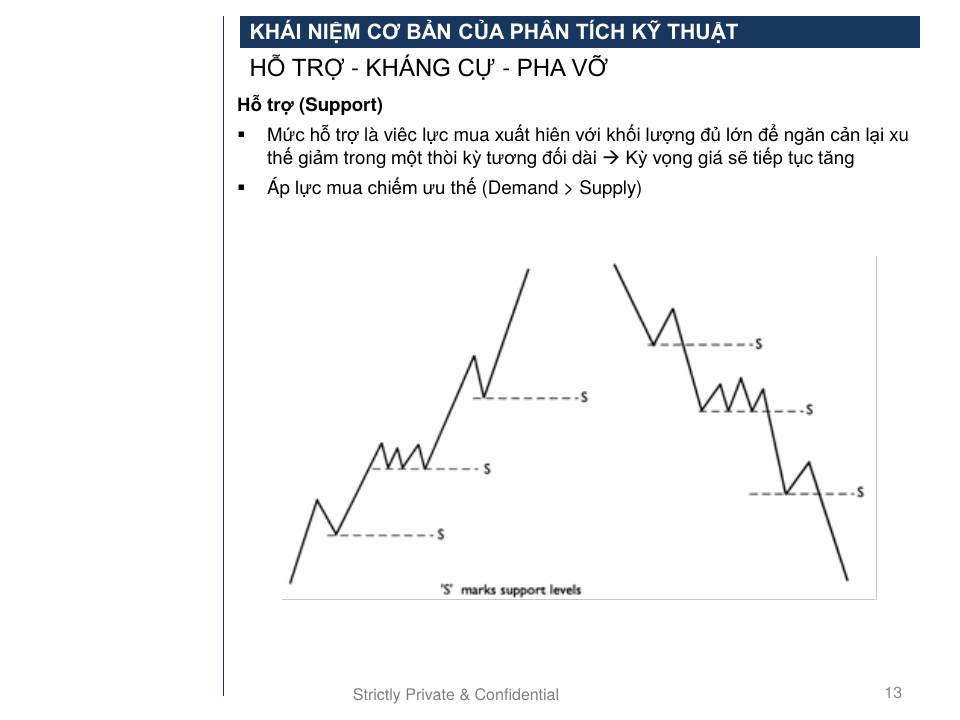 KHÁI NIỆM CƠ BẢN CỦA PHÂN TÍCH KỸ THUẬT
HỖ TRỢ - KHÁNG CỰ - PHA VỠ
Hỗ trợ (Support)
▪ Mức hỗ trợ là viêc lực mua xuất hiên với khối lượng đủ lớn để ngăn cản lại xu
thế giảm trong một thòi kỳ tương đối dài → Kỳ vọng giá sẽ tiếp tục tăng
▪ Áp lực mua chiếm ưu thế (Demand > Supply)
S
S
S
S
S
S
'S' marks support levels
Strictly Private & Confidential
13